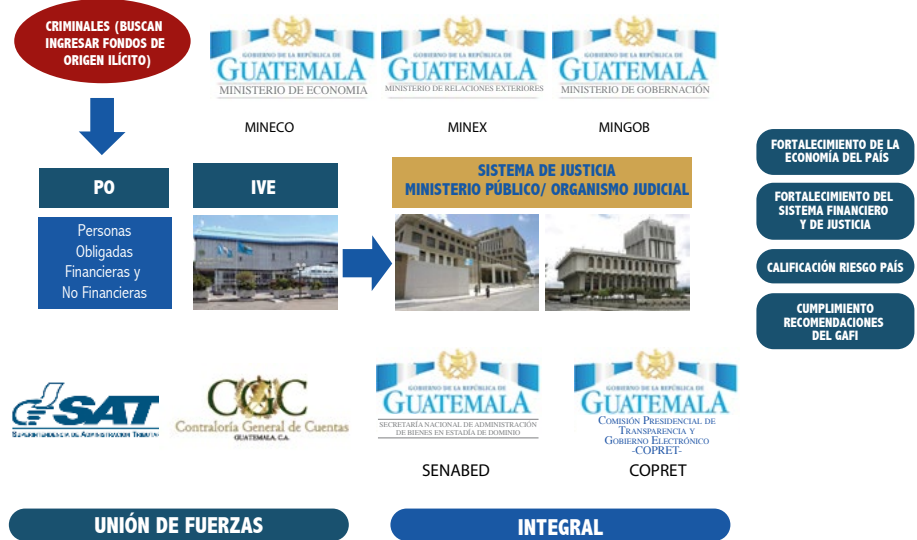 CRIMINALES (BUSCAN
INGRESAR FONDOS DE
ORIGEN ILÍCITO)
GOBIERNO DE LA REPÚBLICA DE
GUATEMALA
MINISTERIO DE ECONOMIA
MINECO
GOBIERNO DE LA REPÚBLICA DE
GUATEMALA
MINISTERIO DE RELACIONES EXTERIORES
MINEX
GOBIERNO DE LA REPÚBLICA DE
GUATEMALA
MINISTERIO DE GOBERNACIÓN
MINGOB
PO
Personas
Obligadas
Financieras y
No Financieras
IVE
SISTEMA DE JUSTICIA
MINISTERIO PÚBLICO/ ORGANISMO JUDICIAL
FORTALECIMIENTO DE LA
ECONOMÍA DEL PAÍS
FORTALECIMIENTO DEL
SISTEMA FINANCIERO
Y DE JUSTICIA
CALIFICACIÓN RIESGO PAÍS
CUMPLIMIENTO
RECOMENDACIONES
DEL GAFI
SAT
SUPERINTENDENCIA DE ADMINISTRACIÓN TRIBUTAR
CGC
Contraloría General de Cuentas
GUATEMALA, C.A.
GOBIERNO DE LA REPÚBLICA DE
GUATEMALA
SECRETARÍA NACIONAL DE ADMINISTRACIÓN
DE BIENES EN ESTADÍA DE DOMINIO
SENABED
GOBIERNO DE LA REPÚBLICA DE
GUATEMALA
COMISIÓN PRESIDENCIAL DE
TRANSPARENCIA Y
GOBIERNO ELECTRÓNICO
-COPRET-
COPRET
UNIÓN DE FUERZAS
INTEGRAL